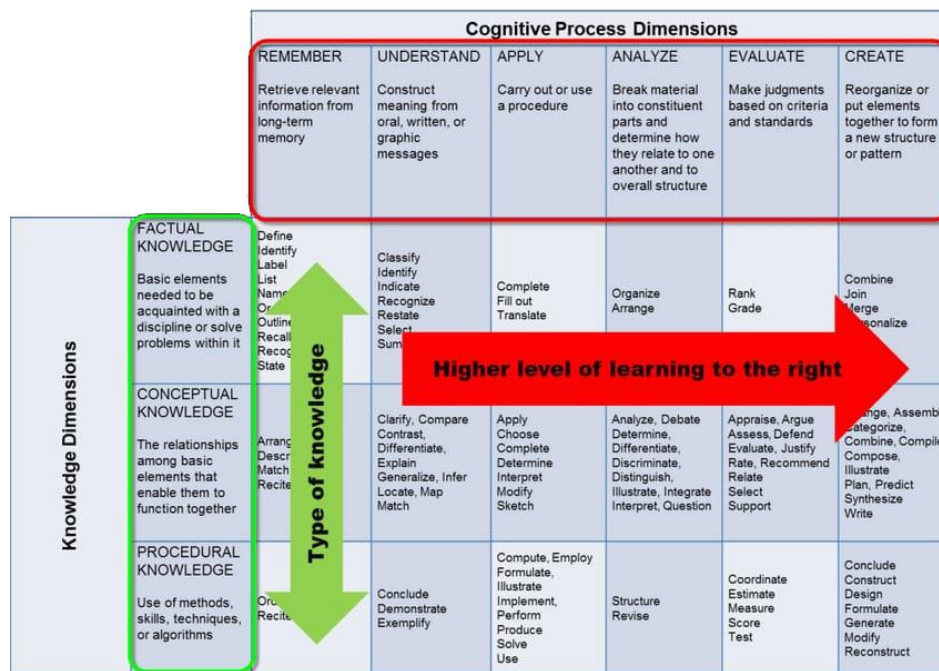 Cognitive Process Dimensions
REMEMBER
Retrieve relevant
information from
long-term
memory
UNDERSTAND
Construct
meaning from
oral, written, or
graphic
messages
APPLY
Carry out or use
a procedure
ANALYZE
Break material
into constituent
parts and
determine how
they relate to one
another and to
overall structure
EVALUATE
Make judgments
based on criteria
and standards
CREATE
Reorganize or
put elements
together to form
a new structure
or pattern
Knowledge Dimensions
FACTUAL
KNOWLEDGE
Basic elements
needed to be
acquainted with a
discipline or solve
problems within it
Define
Identify
Label
List
Outline
State
Classify
Identify
Indicate
Recognize
Restate
Select
Complete
Fill out
Translate
Organize
Arrange
Rank
Grade
Combine
Join
Type of knowledge
Higher level of learning to the right
CONCEPTUAL
KNOWLEDGE
The relationships
among basic
elements that
enable them to
function together
Match
Recite
Clarify, Compare
Contrast,
Differentiate,
Explain
Generalize, Infer
Locate, Map
Match
Apply
Choose
Complete
Determine
Interpret
Modify
Sketch
Analyze, Debate
Determine,
Differentiate,
Discriminate,
Distinguish,
Illustrate, Integrate
Interpret, Question
Appraise, Argue
Assess, Defend
Evaluate, Justify
Rate, Recommend
Relate
Select
Support
Categorize,
Combine, Compile
Compose,
Illustrate
Plan, Predict
Synthesize
Write
PROCEDURAL
KNOWLEDGE
Use of methods,
skills, techniques,
or algorithms
Recite
Conclude
Demonstrate
Exemplify
Compute, Employ
Formulate,
Illustrate
Implement,
Perform
Produce
Solve
Use
Structure
Revise
Coordinate
Estimate
Measure
Score
Test
Conclude
Construct
Design
Formulate
Generate
Modify
Reconstruct